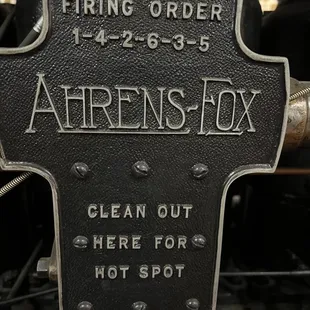 FIRING ORDER
1-4-2-6-3-5
AHRENS-FOX
CLEAN OUT
HERE FOR
HOT SPOT